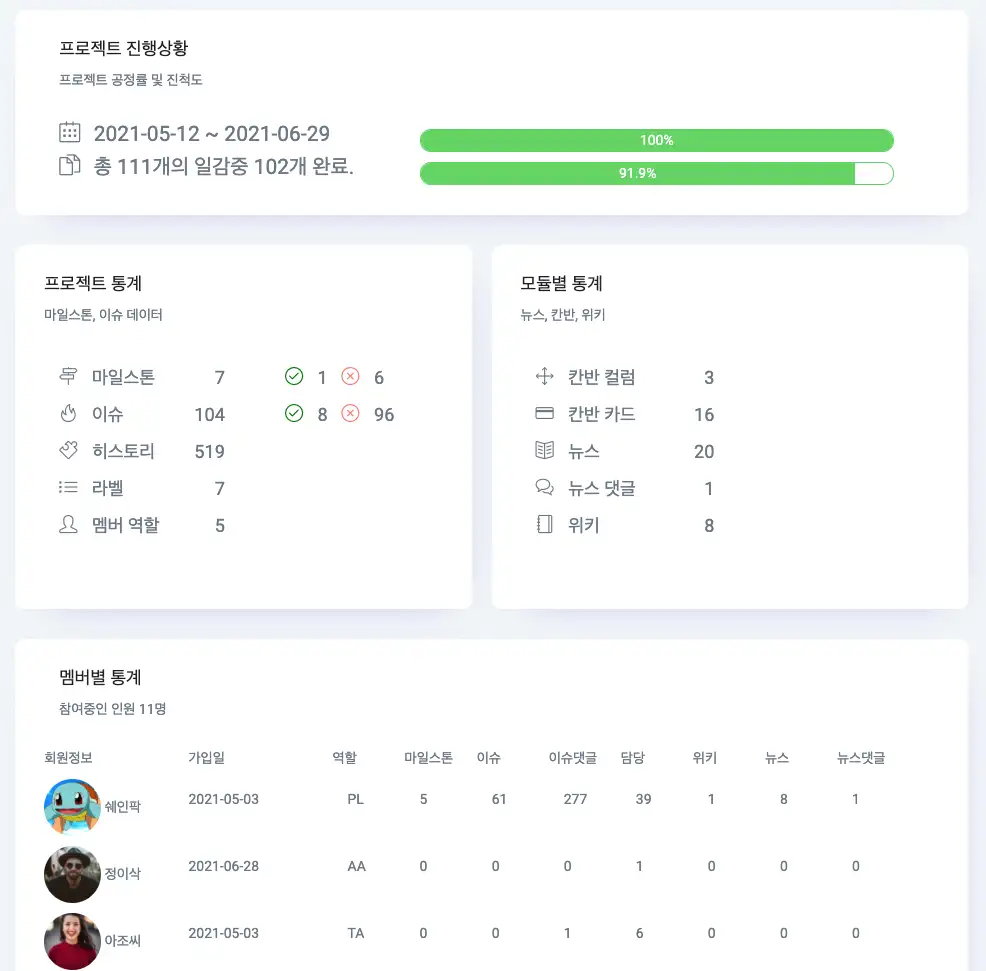 프로젝트 진행상황
프로젝트 공정률 및 진척도
2021-05-12 ~ 2021-06-29
100%
총 111개의 일감중 102개 완료.
91.9%
프로젝트 통계
마일스톤, 이슈 데이터
마일스톤 7 1 6
이슈 104 8 96
히스토리 519
라벨 7
멤버 역할 5
모듈별 통계
뉴스, 칸반, 위키
칸반 컬럼 3
칸반 카드 16
뉴스 20
뉴스 댓글 1
위키 8
멤버별 통계
참여중인 인원 11명
회원정보 가입일 역할 마일스톤 이슈 이슈댓글 담당 위키 뉴스 뉴스댓글
쉐인팍 2021-05-03 PL 5 61 277 39 1 8 1
정이삭 2021-06-28 AA 0 0 0 1 0 0 0
아조씨 2021-05-03 TA 0 0 1 6 0 0 0